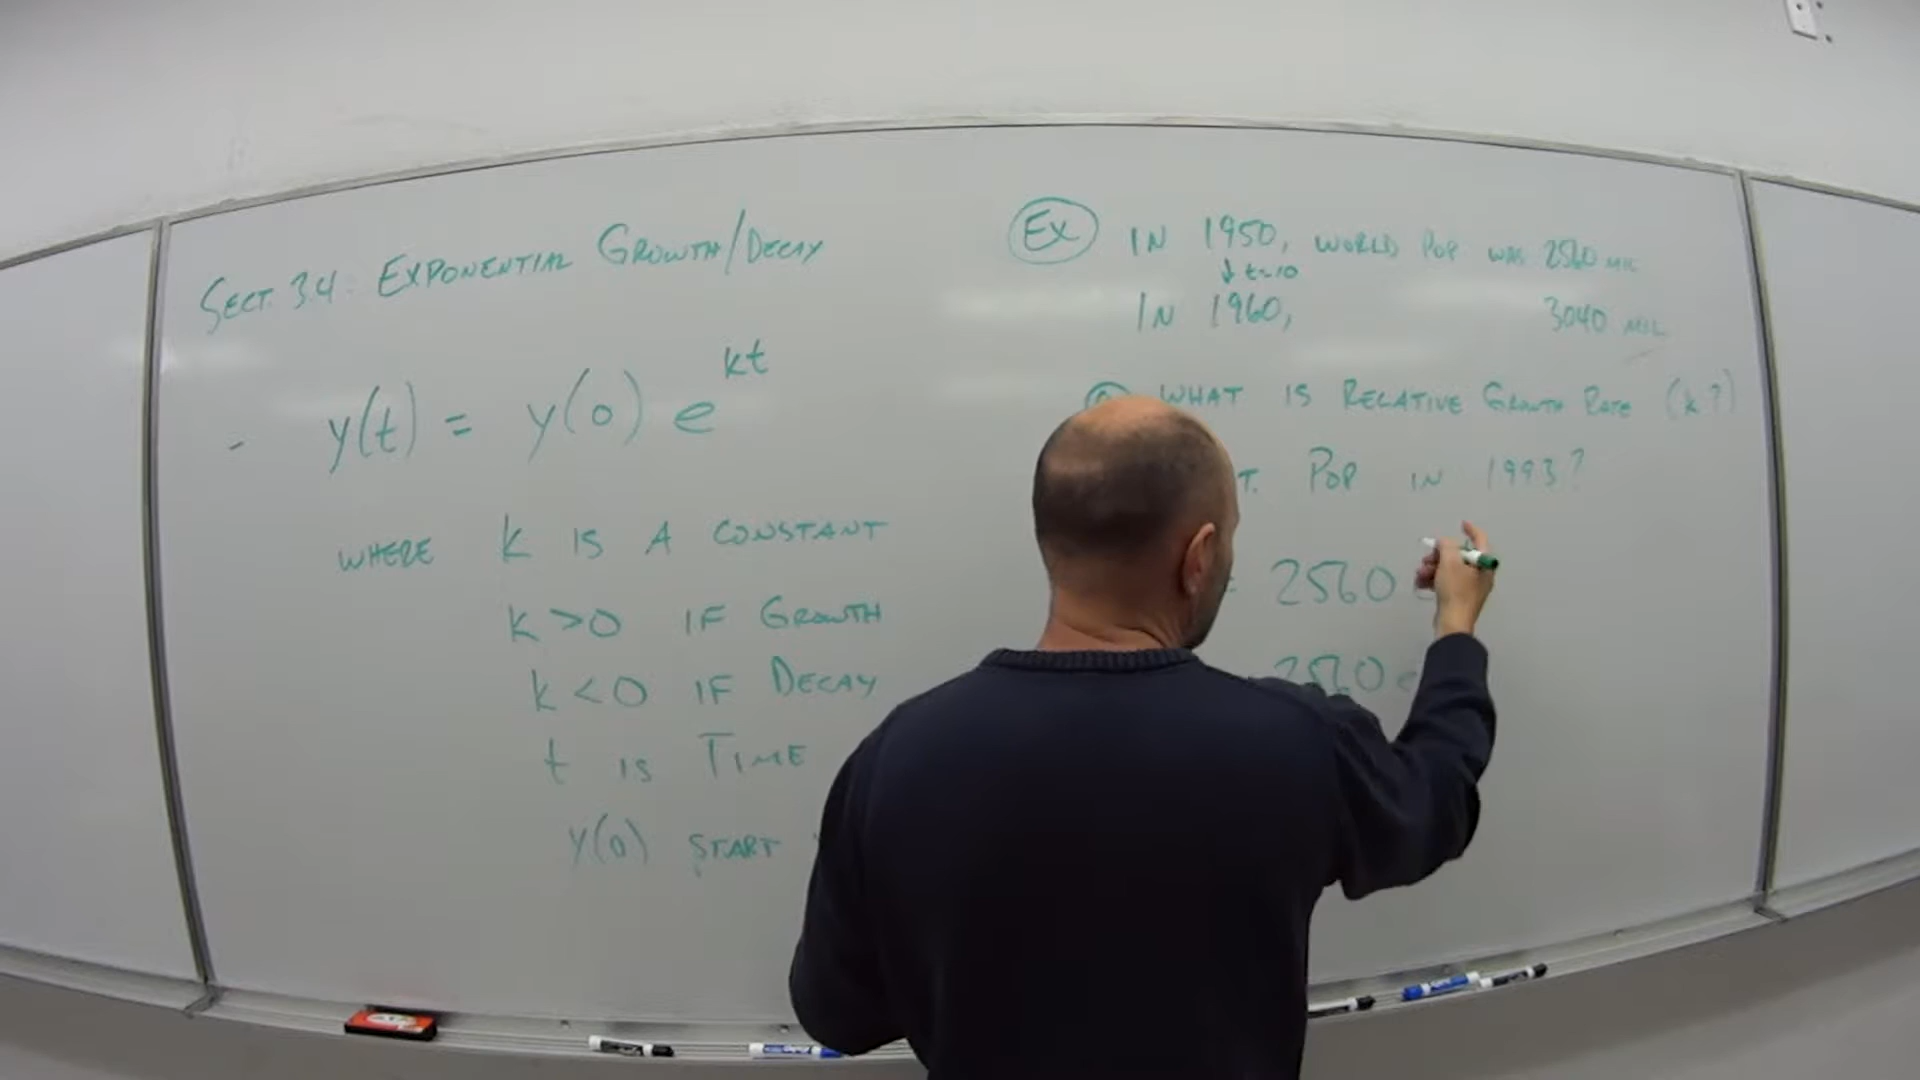 SECT. 3.4: EXPONENTIAL GROWTH/DECAY
y(t) = y(0) e^kt
WHERE k IS A CONSTANT
k > 0 IF GROWTH
k < 0 IF DECAY
t IS TIME
y(0) START
Ex IN 1950, WORLD POP WAS 2560 MIL
↓ t=10
IN 1960, 3040 MIL
WHAT IS RELATIVE GROWTH RATE (k?)
T. POP IN 1993?
= 2560
= 2560 e